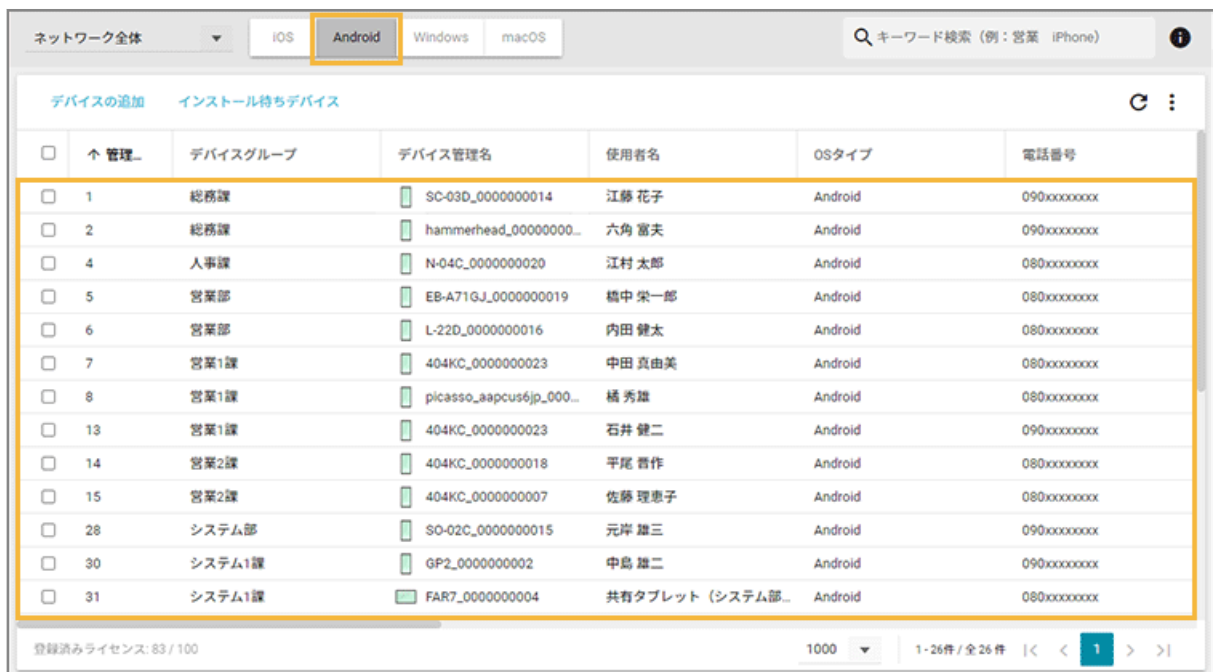 ネットワーク全体 iOS Android Windows macOS キーワード検索(例:営業 iPhone)
デバイスの追加 インストール待ちデバイス
管理... デバイスグループ デバイス管理名 使用者名 OSタイプ 電話番号
1 総務課 SC-03D_0000000014 江藤 花子 Android 090xxxxxxxx
2 総務課 hammerhead_00000000... 六角 富夫 Android 090xxxxxxxx
4 人事課 N-04C_0000000020 江村 太郎 Android 080xxxxxxxx
5 営業部 EB-A71GJ_0000000019 橋中 栄一郎 Android 080xxxxxxxx
6 営業部 L-22D_0000000016 内田 健太 Android 080xxxxxxxx
7 営業1課 404KC_0000000023 中田 真由美 Android 080xxxxxxxx
8 営業1課 picasso_aapcus6jp_000... 橘 秀雄 Android 080xxxxxxxx
13 営業1課 404KC_0000000023 石井 健二 Android 090xxxxxxxx
14 営業2課 404KC_0000000018 平尾 晋作 Android 080xxxxxxxx
15 営業2課 404KC_0000000007 佐藤 理恵子 Android 080xxxxxxxx
28 システム部 SO-02C_0000000015 元岸 雄三 Android 090xxxxxxxx
30 システム1課 GP2_0000000002 中島 雄二 Android 090xxxxxxxx
31 システム1課 FAR7_0000000004 共有タブレット(システム部... Android 080xxxxxxxx
登録済みライセンス: 83 / 100 1000 1 - 26件 / 全 26 件 |< < 1 > >|